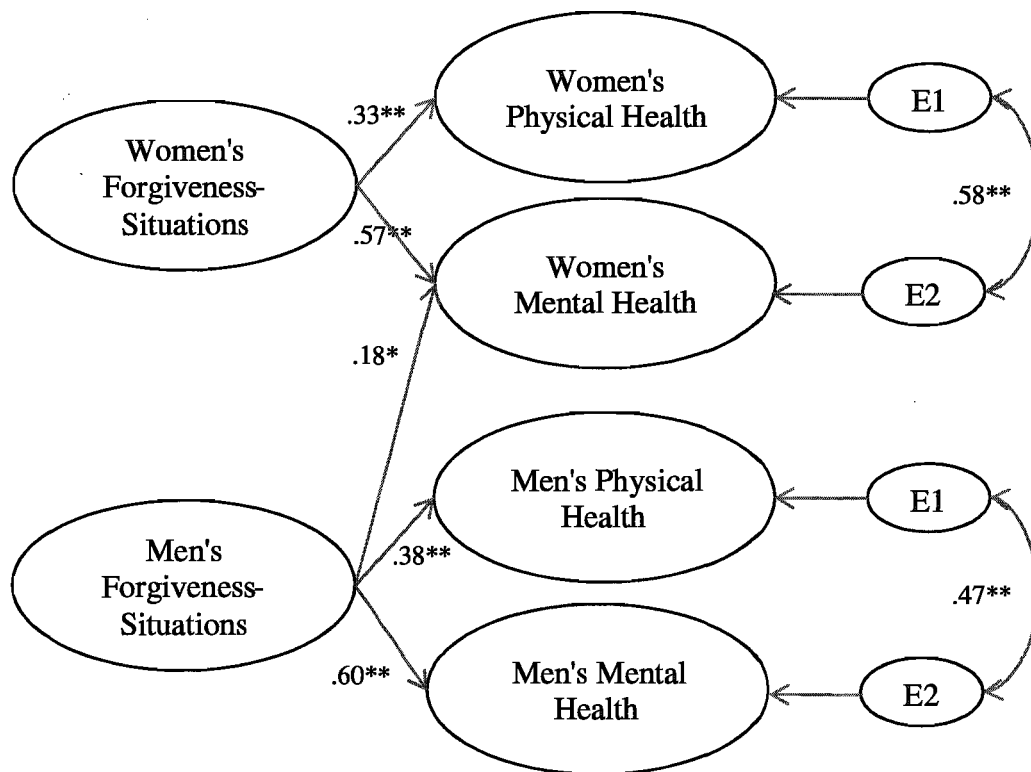 Women's
Physical Health
E1
.33**
Women's
Forgiveness-
Situations
.58**
.57**
Women's
Mental Health
E2
.18*
Men's Physical
Health
E1
Men's
Forgiveness-
Situations
.38**
.47**
.60**
Men's Mental
Health
E2